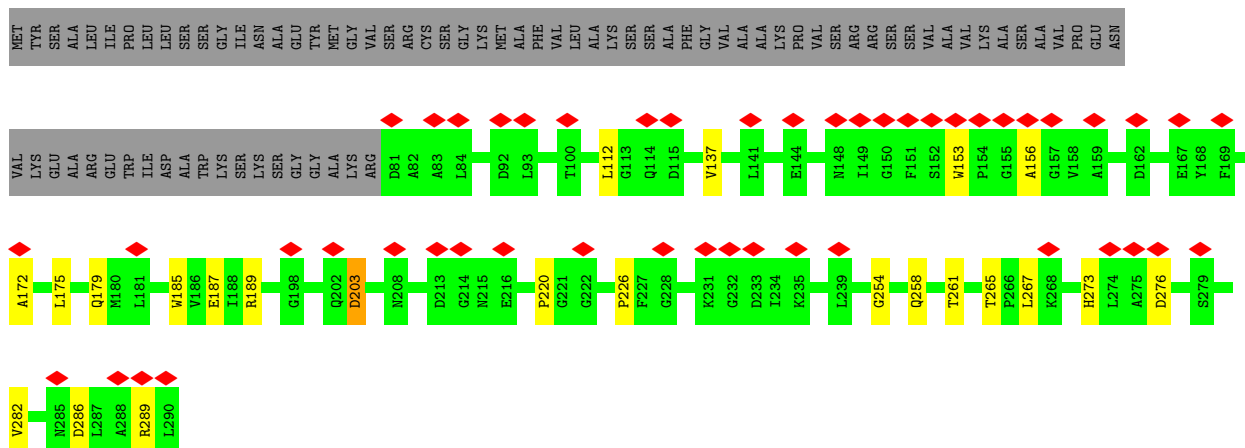 MET TYR SER ALA LEU ILE PRO LEU LEU SER SER GLY ILE ASN ALA GLU TYR MET GLY VAL SER ARG CYS SER GLY LYS MET ALA PHE VAL LEU ALA LYS SER SER ALA PHE GLY VAL ALA ALA LYS PRO VAL SER ARG ARG SER SER VAL ALA VAL LYS ALA SER ALA VAL PRO GLU ASN
VAL LYS GLU ALA ARG GLU TRP ILE ASP ALA TRP LYS SER LYS SER GLY GLY ALA LYS ARG D81 A82 A83 L84 D92 L93 T100 L112 G113 Q114 D115 V137 L141 E144 N148 I149 G150 F151 S152 W153 P154 G155 A156 G157 V158 A159 D162 E167 Y168 F169
A172 L175 Q179 M180 L181 W185 V186 E187 I188 R189 G198 Q202 D203 N208 D213 G214 N215 E216 P220 G221 G222 P226 F227 G228 K231 G232 D233 I234 K235 L239 G254 Q258 T261 T265 P266 L267 K268 H273 L274 A275 D276 S279
V282 N285 D286 L287 A288 R289 L290